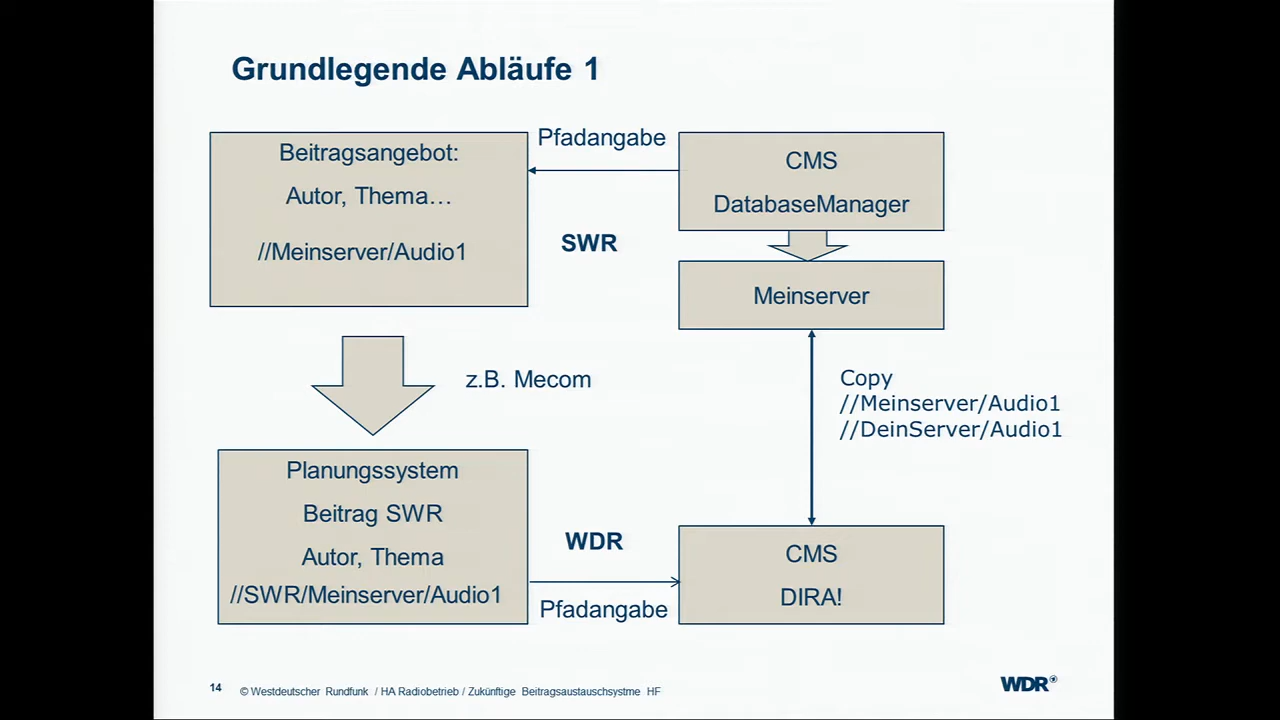 Grundlegende Abläufe 1
Beitragsangebot:
Autor, Thema…
//Meinserver/Audio1
Pfadangabe
CMS
DatabaseManager
SWR
Meinserver
z.B. Mecom
Copy
//Meinserver/Audio1
//DeinServer/Audio1
Planungssystem
Beitrag SWR
Autor, Thema
//SWR/Meinserver/Audio1
WDR
Pfadangabe
CMS
DIRA!
14
© Westdeutscher Rundfunk / HA Radiobetrieb / Zukünftige Beitragsaustauschsystme HF
WDR